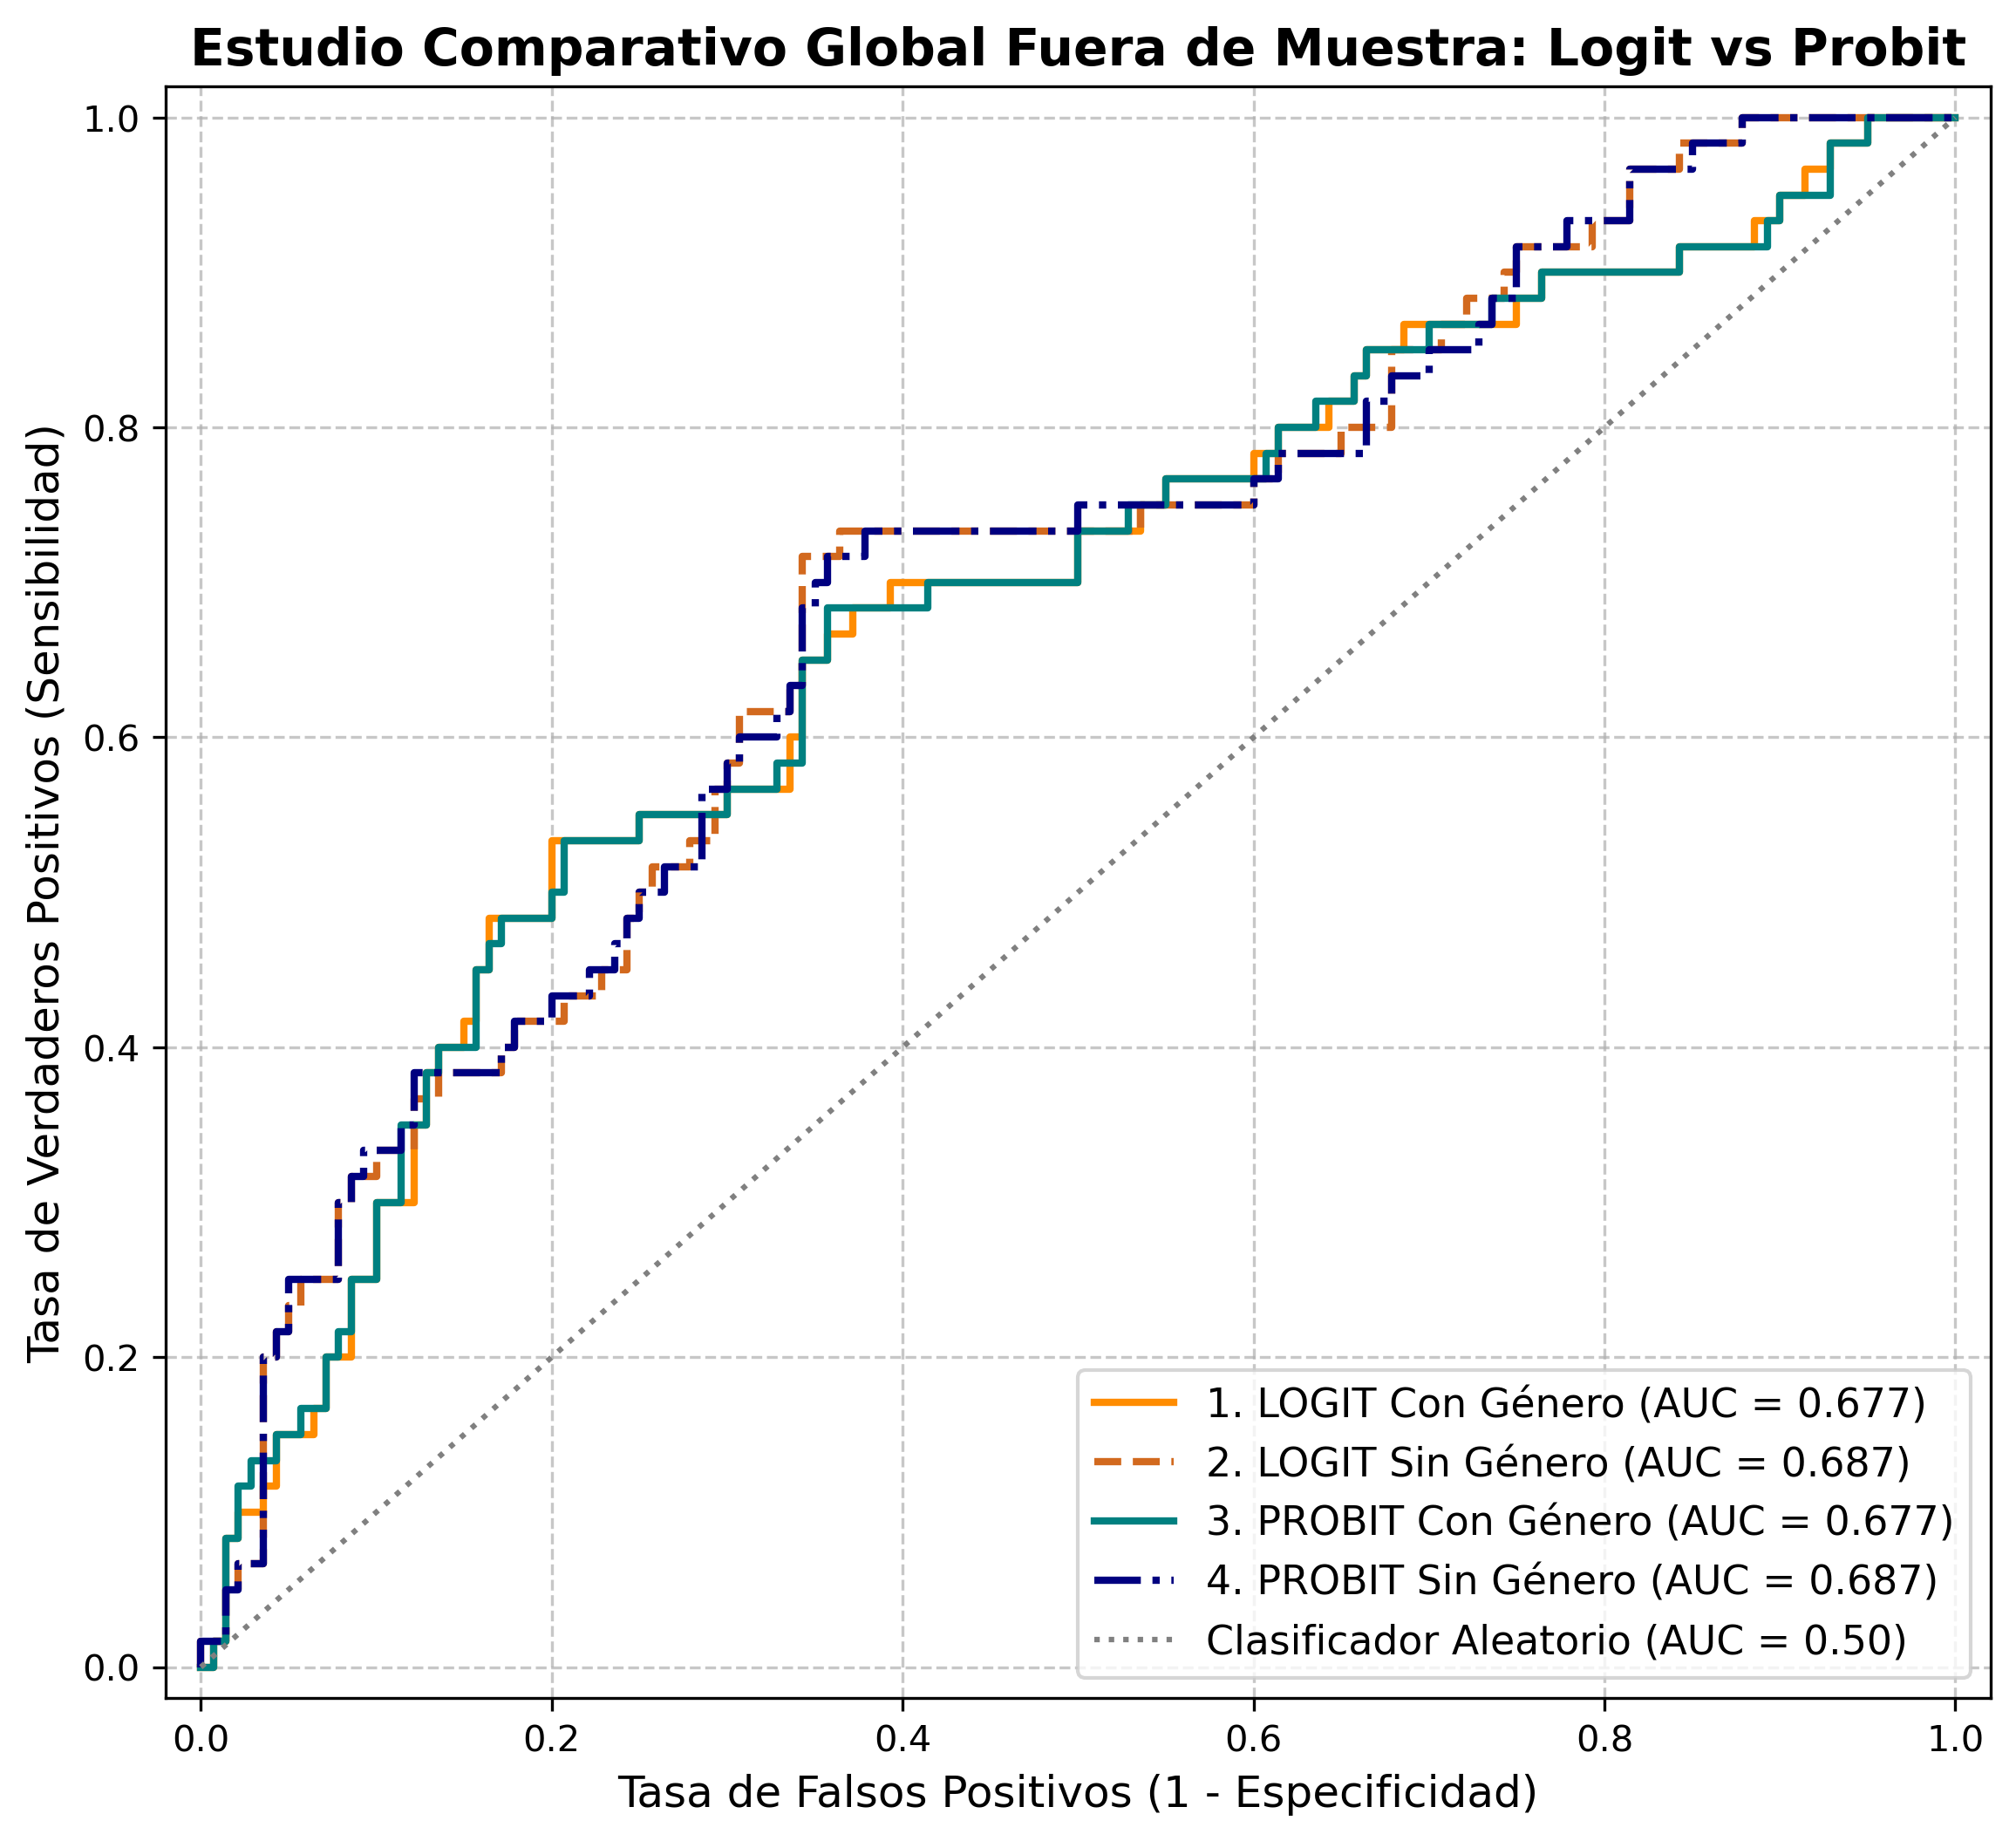 Estudio Comparativo Global Fuera de Muestra: Logit vs Probit
Tasa de Verdaderos Positivos (Sensibilidad)
1.0
0.8
0.6
0.4
0.2
0.0
1. LOGIT Con Género (AUC = 0.677)
2. LOGIT Sin Género (AUC = 0.687)
3. PROBIT Con Género (AUC = 0.677)
4. PROBIT Sin Género (AUC = 0.687)
Clasificador Aleatorio (AUC = 0.50)
0.0 0.2 0.4 0.6 0.8 1.0
Tasa de Falsos Positivos (1 - Especificidad)